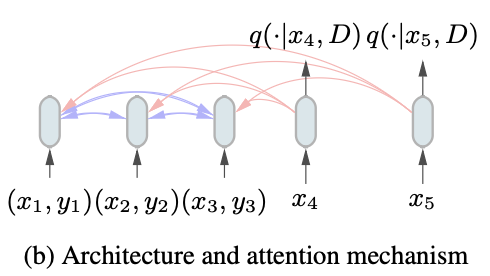 q(·|x₄, D) q(·|x₅, D)
(x₁, y₁)(x₂, y₂)(x₃, y₃) x₄ x₅
(b) Architecture and attention mechanism